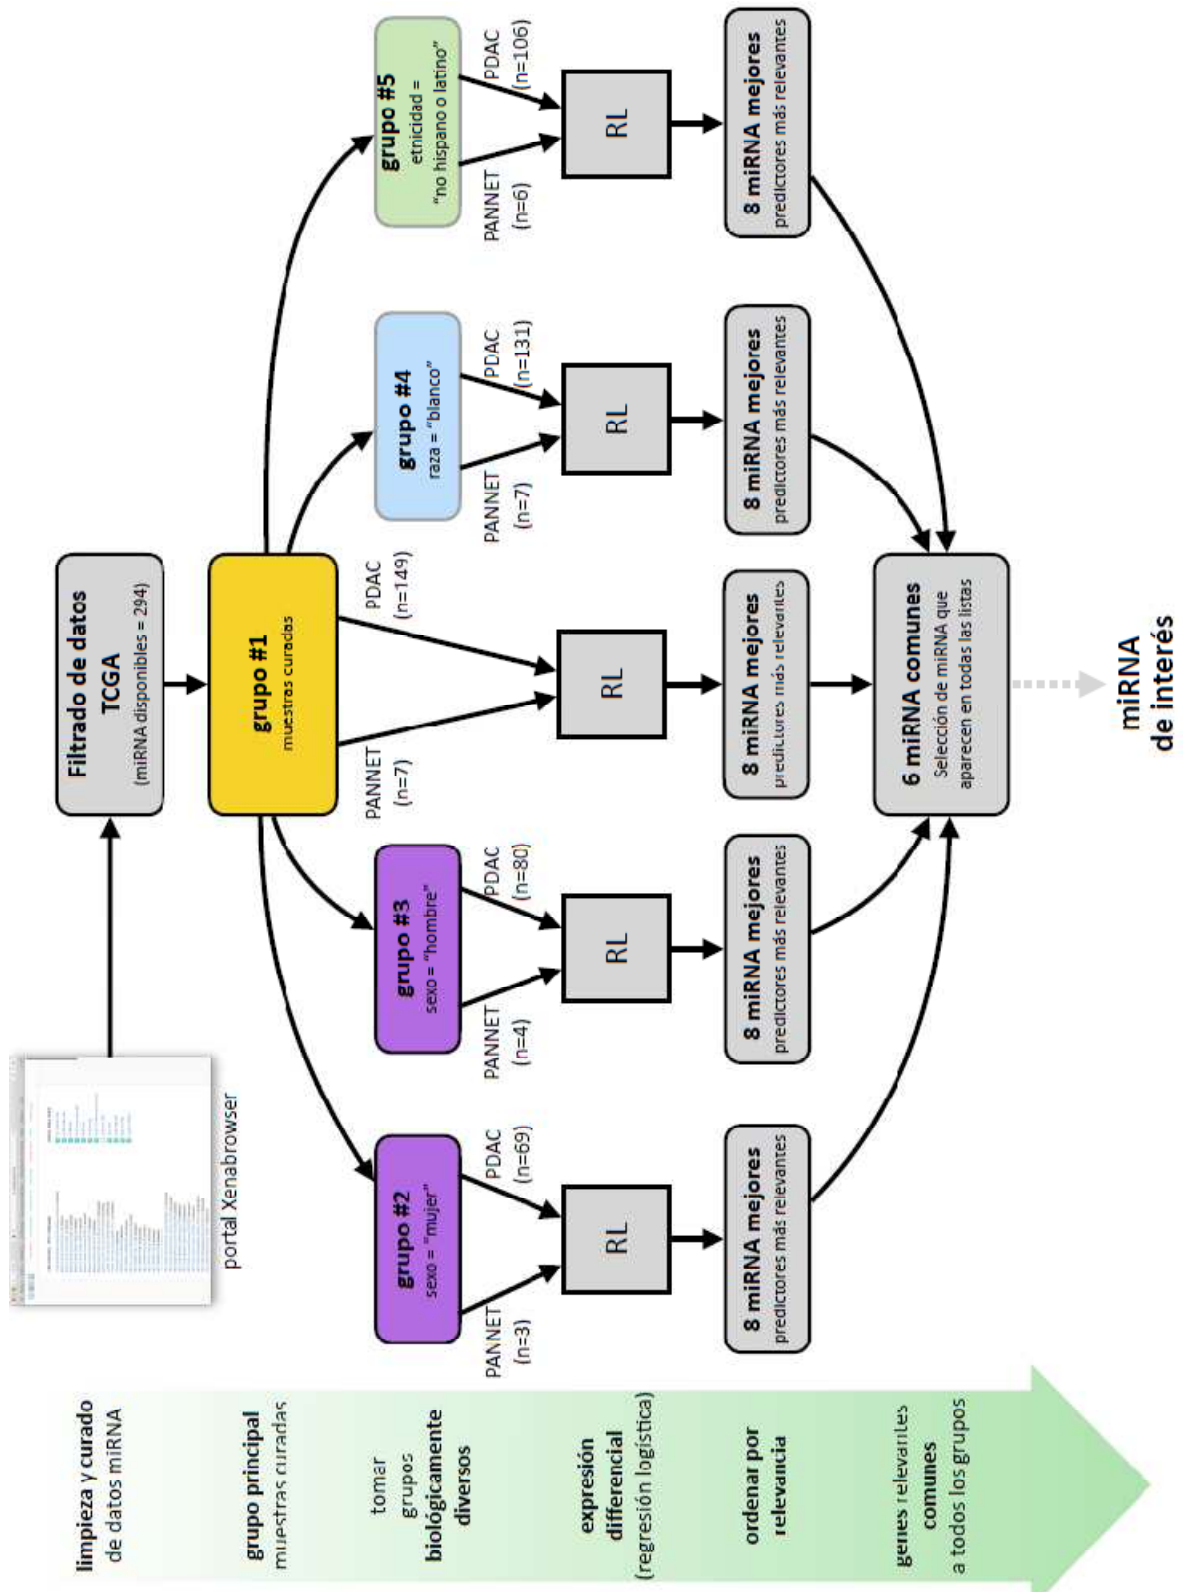 limpieza y curado
de datos miRNA
grupo principal
muestras curadas
tomar
grupos
biológicamente
diversos
expresión
differencial
(regresión logística)
ordenar por
relevancia
genes relevantes
comunes
a todos los grupos
portal Xenabrowser
Filtrado de datos
TCGA
(miRNA disponibles = 294)
grupo #1
muestras curadas
grupo #2
sexo = "mujer"
grupo #3
sexo = "hombre"
grupo #4
raza = "blanco"
grupo #5
etnicidad =
"no hispano o latino"
PANNET
(n=3)
PDAC
(n=69)
PANNET
(n=4)
PDAC
(n=80)
PANNET
(n=7)
PDAC
(n=149)
PANNET
(n=7)
PDAC
(n=131)
PANNET
(n=6)
PDAC
(n=106)
RL
RL
RL
RL
RL
8 miRNA mejores
predictores más relevantes
8 miRNA mejores
predictores más relevantes
8 miRNA mejores
predictores más relevantes
8 miRNA mejores
predictores más relevantes
8 miRNA mejores
predictores más relevantes
6 miRNA comunes
Selección de miRNA que
aparecen en todas las listas
miRNA
de interés